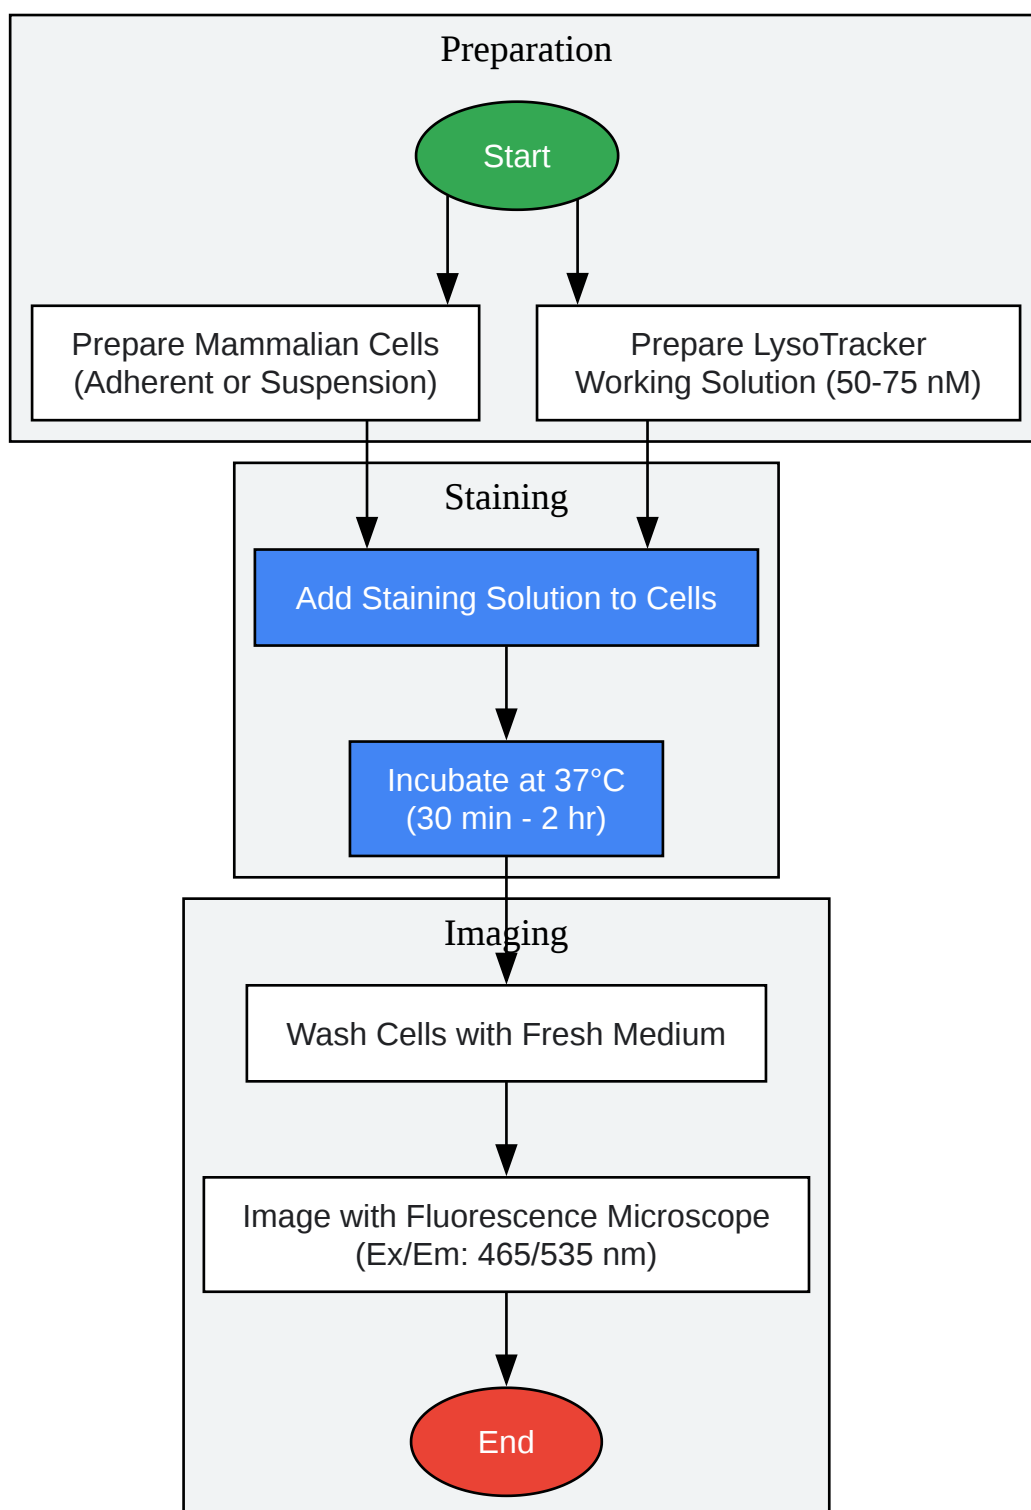 Preparation
Start
Prepare Mammalian Cells
(Adherent or Suspension)
Prepare LysoTracker
Working Solution (50-75 nM)
Staining
Add Staining Solution to Cells
Incubate at 37°C
(30 min - 2 hr)
Imaging
Wash Cells with Fresh Medium
Image with Fluorescence Microscope
(Ex/Em: 465/535 nm)
End